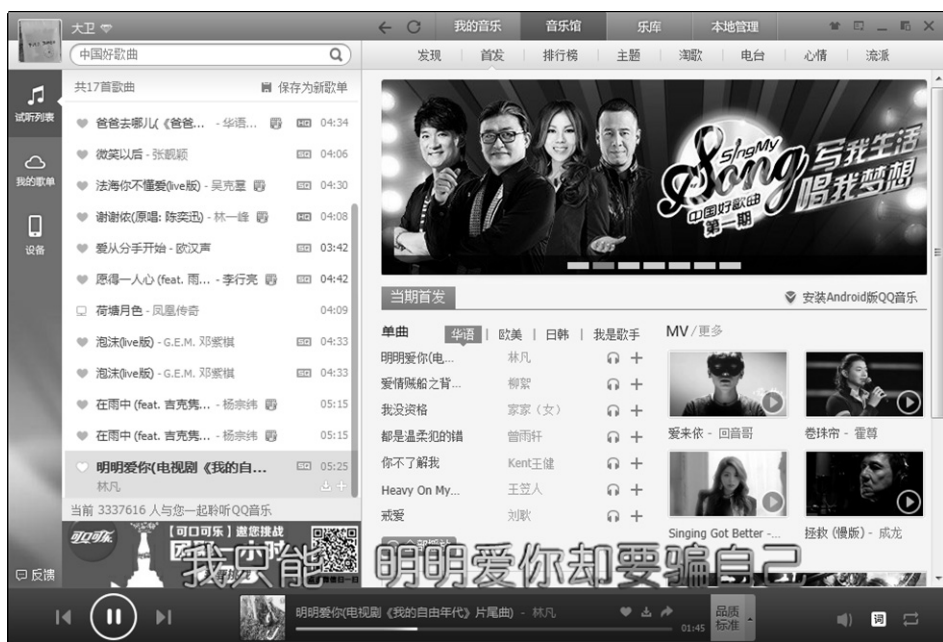 大卫
我的音乐 音乐馆 乐库 本地管理
中国好歌曲
发现 首发 排行榜 主题 淘歌 电台 心情 流派
试听列表
我的歌单
设备
反馈
共17首歌曲 保存为新歌单
爸爸去哪儿(《爸爸... - 华语... HQ 04:34
微笑以后 - 张靓颖 SQ 04:06
法海你不懂爱(live版) - 吴克羣 SQ 04:30
谢谢侬(原唱: 陈奕迅) - 林一峰 HQ 04:08
爱从分手开始 - 欧汉声 SQ 03:42
愿得一人心 (feat. 雨... - 李行亮 SQ 04:42
荷塘月色 - 凤凰传奇 04:09
泡沫(live版) - G.E.M. 邓紫棋 SQ 04:33
泡沫(live版) - G.E.M. 邓紫棋 SQ 04:33
在雨中 (feat. 吉克隽... - 杨宗纬 05:15
在雨中 (feat. 吉克隽... - 杨宗纬 05:15
明明爱你(电视剧《我的自... SQ 05:25
林凡
当前 3337616 人与您一起聆听QQ音乐
可口可乐
【可口可乐】邀您挑战
SingMy
Song
中国好歌曲
第一期
写我生活
唱我梦想
当期首发 安装Android版QQ音乐
单曲 华语 | 欧美 | 日韩 | 我是歌手
明明爱你(电... 林凡
爱情贼船之背... 柳絮
我没资格 家家（女）
都是温柔犯的错 曾雨轩
你不了解我 Kent王健
Heavy On My... 王笠人
戒爱 刘耿
MV/更多
爱来依 - 回音哥
卷珠帘 - 霍尊
Singing Got Better -...
拯救 (慢版) - 成龙
我只能 明明爱你却要骗自己
明明爱你(电视剧《我的自由年代》片尾曲) - 林凡
01:45
品质
标准
词